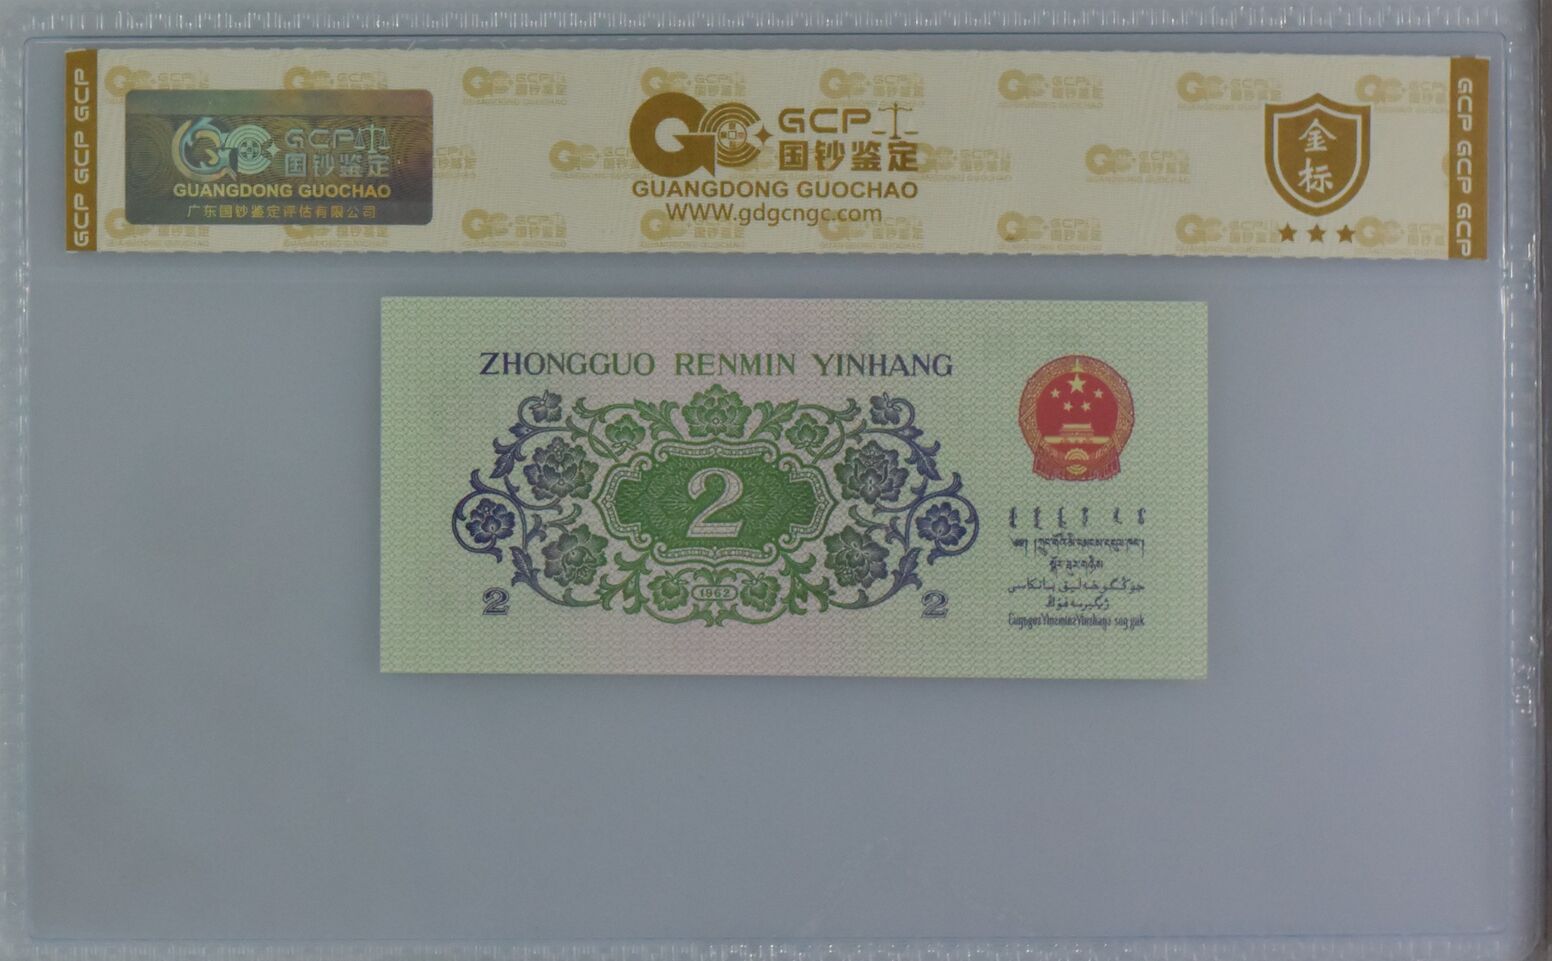 GCP GCP GCP
GCP
国钞鉴定
GUANGDONG GUOCHAO
广东国钞鉴定评估有限公司
GCP
国钞鉴定
GUANGDONG GUOCHAO
WWW.gdgcngc.com
金标
GCP GCP GCP
ZHONGGUO RENMIN YINHANG
2
1962
2
2